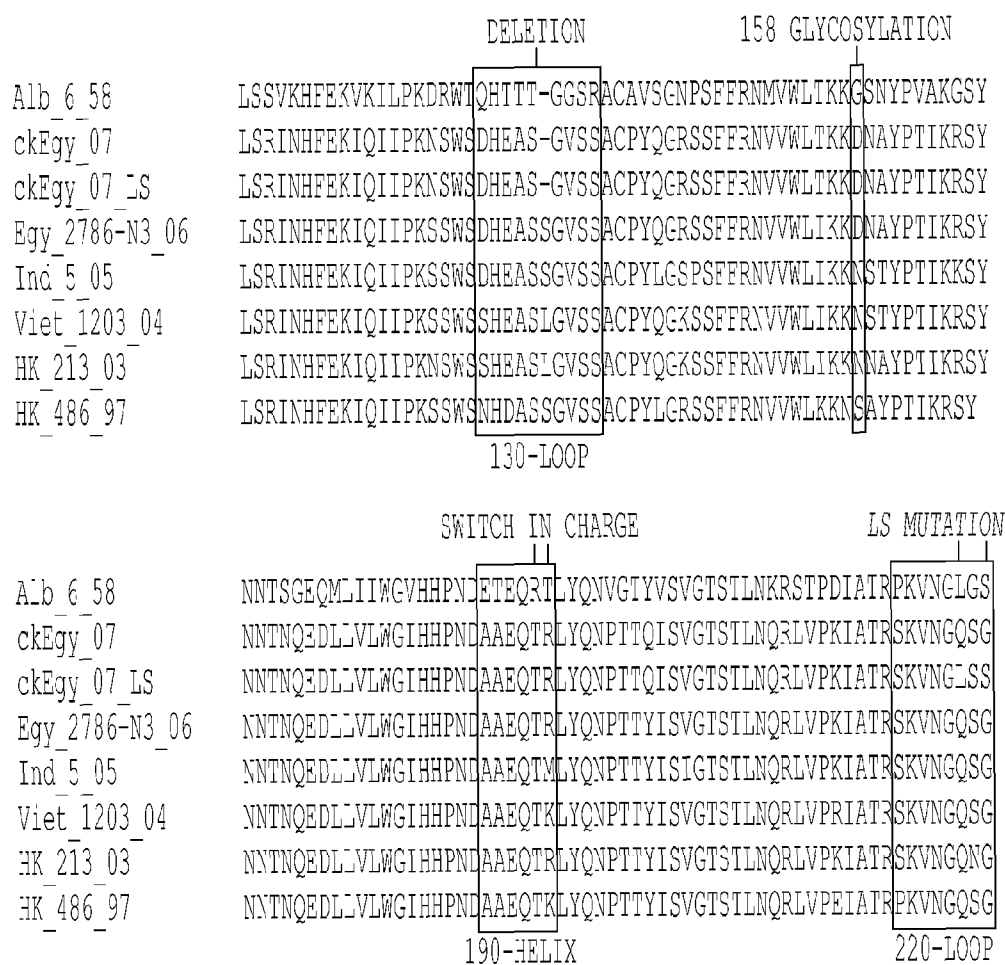 DELETION 158 GLYCOSYLATION
Alb_6_58 LSSVKHFEKVKILPKDRWTQHTTT-GGSRACAVSGNPSFFRNMVWLTKKGSNYPVAKGSY
ckEgy_07 LSRINHFEKIQIIPKNSWSDHEAS-GVSSACPYQGRSSFFRNVVWLTKKDNAYPTIKRSY
ckEgy_07_LS LSRINHFEKIQIIPKNSWSDHEAS-GVSSACPYQGRSSFFRNVVWLTKKDNAYPTIKRSY
Egy_2786-N3_06 LSRINHFEKIQIIPKSSWSDHEASSGVSSACPYQGRSSFFRNVVWLIKKDNAYPTIKRSY
Ind_5_05 LSRINHFEKIQIIPKSSWSDHEASSGVSSACPYLGSPSFFRNVVWLIKKNSTYPTIKKSY
Viet_1203_04 LSRINHFEKIQIIPKSSWSSHEASLGVSSACPYQGKSSFFRNVVWLIKKNSTYPTIKRSY
HK_213_03 LSRINHFEKIQIIPKNSWSSHEASLGVSSACPYQGKSSFFRNVVWLIKKNNAYPTIKRSY
HK_486_97 LSRINHFEKIQIIPKSSWSNHDASSGVSSACPYLGRSSFFRNVVWLKKNSAYPTIKRSY
130-LOOP
SWITCH IN CHARGE LS MUTATION
Alb_6_58 NNTSGEQMLIIWGVHHPNDETEQRTLYQNVGTYVSVGTSTLNKRSTPDIATRPKVNGLGS
ckEgy_07 NNTNQEDLLVLWGIHHPNDAAEQTRLYQNPTTQISVGTSTLNQRLVPKIATRSKVNGQSG
ckEgy_07_LS NNTNQEDLLVLWGIHHPNDAAEQTRLYQNPTTQISVGTSTLNQRLVPKIATRSKVNGLSS
Egy_2786-N3_06 NNTNQEDLLVLWGIHHPNDAAEQTRLYQNPTTYISVGTSTLNQRLVPKIATRSKVNGQSG
Ind_5_05 NNTNQEDLLVLWGIHHPNDAAEQTMLYQNPTTYISIGTSTLNQRLVPKIATRSKVNGQSG
Viet_1203_04 NNTNQEDLLVLWGIHHPNDAAEQTKLYQNPTTYISVGTSTLNQRLVPRIATRSKVNGQSG
HK_213_03 NNTNQEDLLVLWGIHHPNDAAEQTRLYQNPTTYISVGTSTLNQRLVPKIATRSKVNGQNG
HK_486_97 NNTNQEDLLVLWGIHHPNDAAEQTKLYQNPTTYISVGTSTLNQRLVPEIATRPKVNGQSG
190-HELIX 220-LOOP